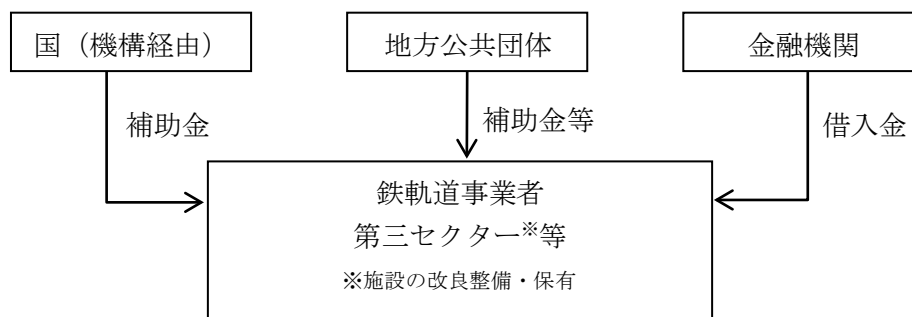 国（機構経由）
地方公共団体
金融機関
補助金
補助金等
借入金
鉄軌道事業者
第三セクター※等
※施設の改良整備・保有